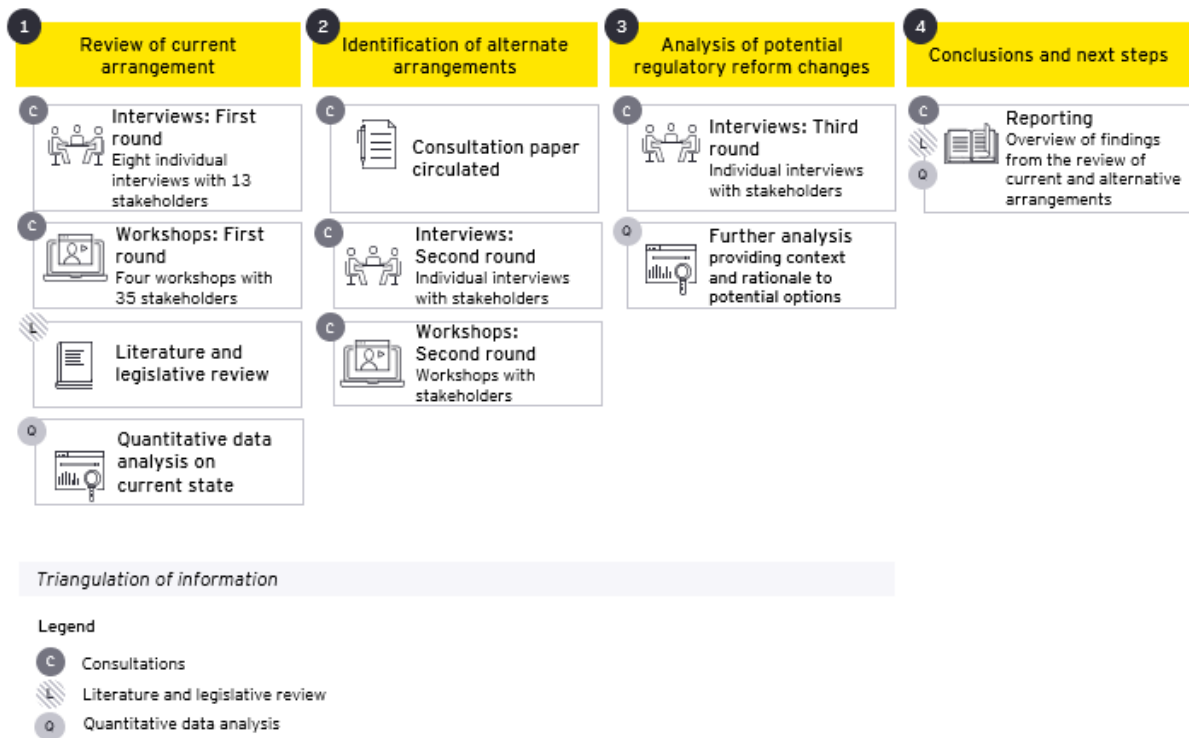 1
Review of current
arrangement
C
Interviews: First
round
Eight individual
interviews with 13
stakeholders
C
Workshops: First
round
Four workshops with
35 stakeholders
L
Literature and
legislative review
Q
Quantitative data
analysis on
current state
2
Identification of alternate
arrangements
C
Consultation paper
circulated
C
Interviews:
Second round
Individual interviews
with stakeholders
C
Workshops:
Second round
Workshops with
stakeholders
3
Analysis of potential
regulatory reform changes
C
Interviews: Third
round
Individual interviews
with stakeholders
Q
Further analysis
providing context
and rationale to
potential options
4
Conclusions and next steps
C
L
Q
Reporting
Overview of findings
from the review of
current and alternative
arrangements
Triangulation of information
Legend
C Consultations
L Literature and legislative review
Q Quantitative data analysis